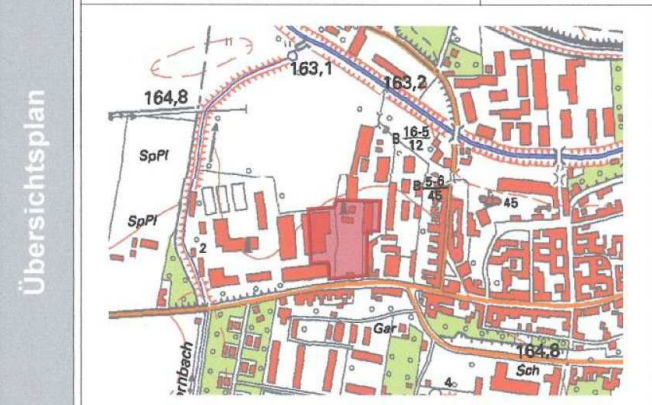 Übersichtsplan
163,1
163,2
164,8
B 16-5
12
SpPl
B 5-6
45
45
SpPl
2
Gar
164,8
Sch
rnbach
4